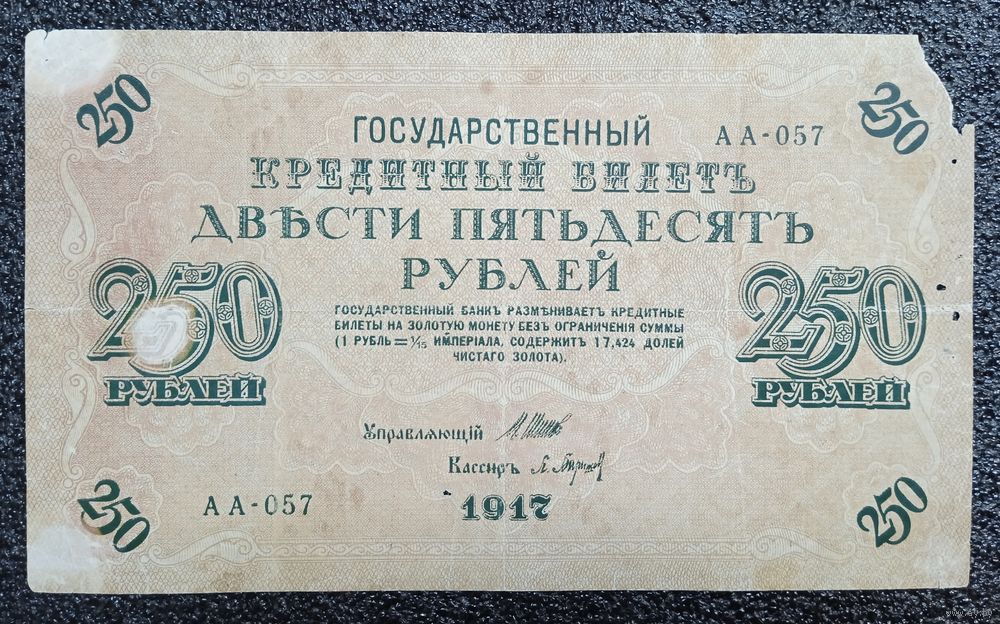 250
250
ГОСУДАРСТВЕННЫЙ
АА-057
КРЕДИТНЫЙ БИЛЕТЪ
ДВѢСТИ ПЯТЬДЕСЯТЪ
РУБЛЕЙ
250
РУБЛЕЙ
ГОСУДАРСТВЕННЫЙ БАНКЪ РАЗМѢНИВАЕТЪ КРЕДИТНЫЕ
БИЛЕТЫ НА ЗОЛОТУЮ МОНЕТУ БЕЗЪ ОГРАНИЧЕНІЯ СУММЫ
(1 РУБЛЬ = 1/15 ИМПЕРІАЛА, СОДЕРЖИТЪ 17,424 ДОЛЕЙ
ЧИСТАГО ЗОЛОТА).
250
РУБЛЕЙ
Управляющій
Кассиръ
АА-057
1917
250
250